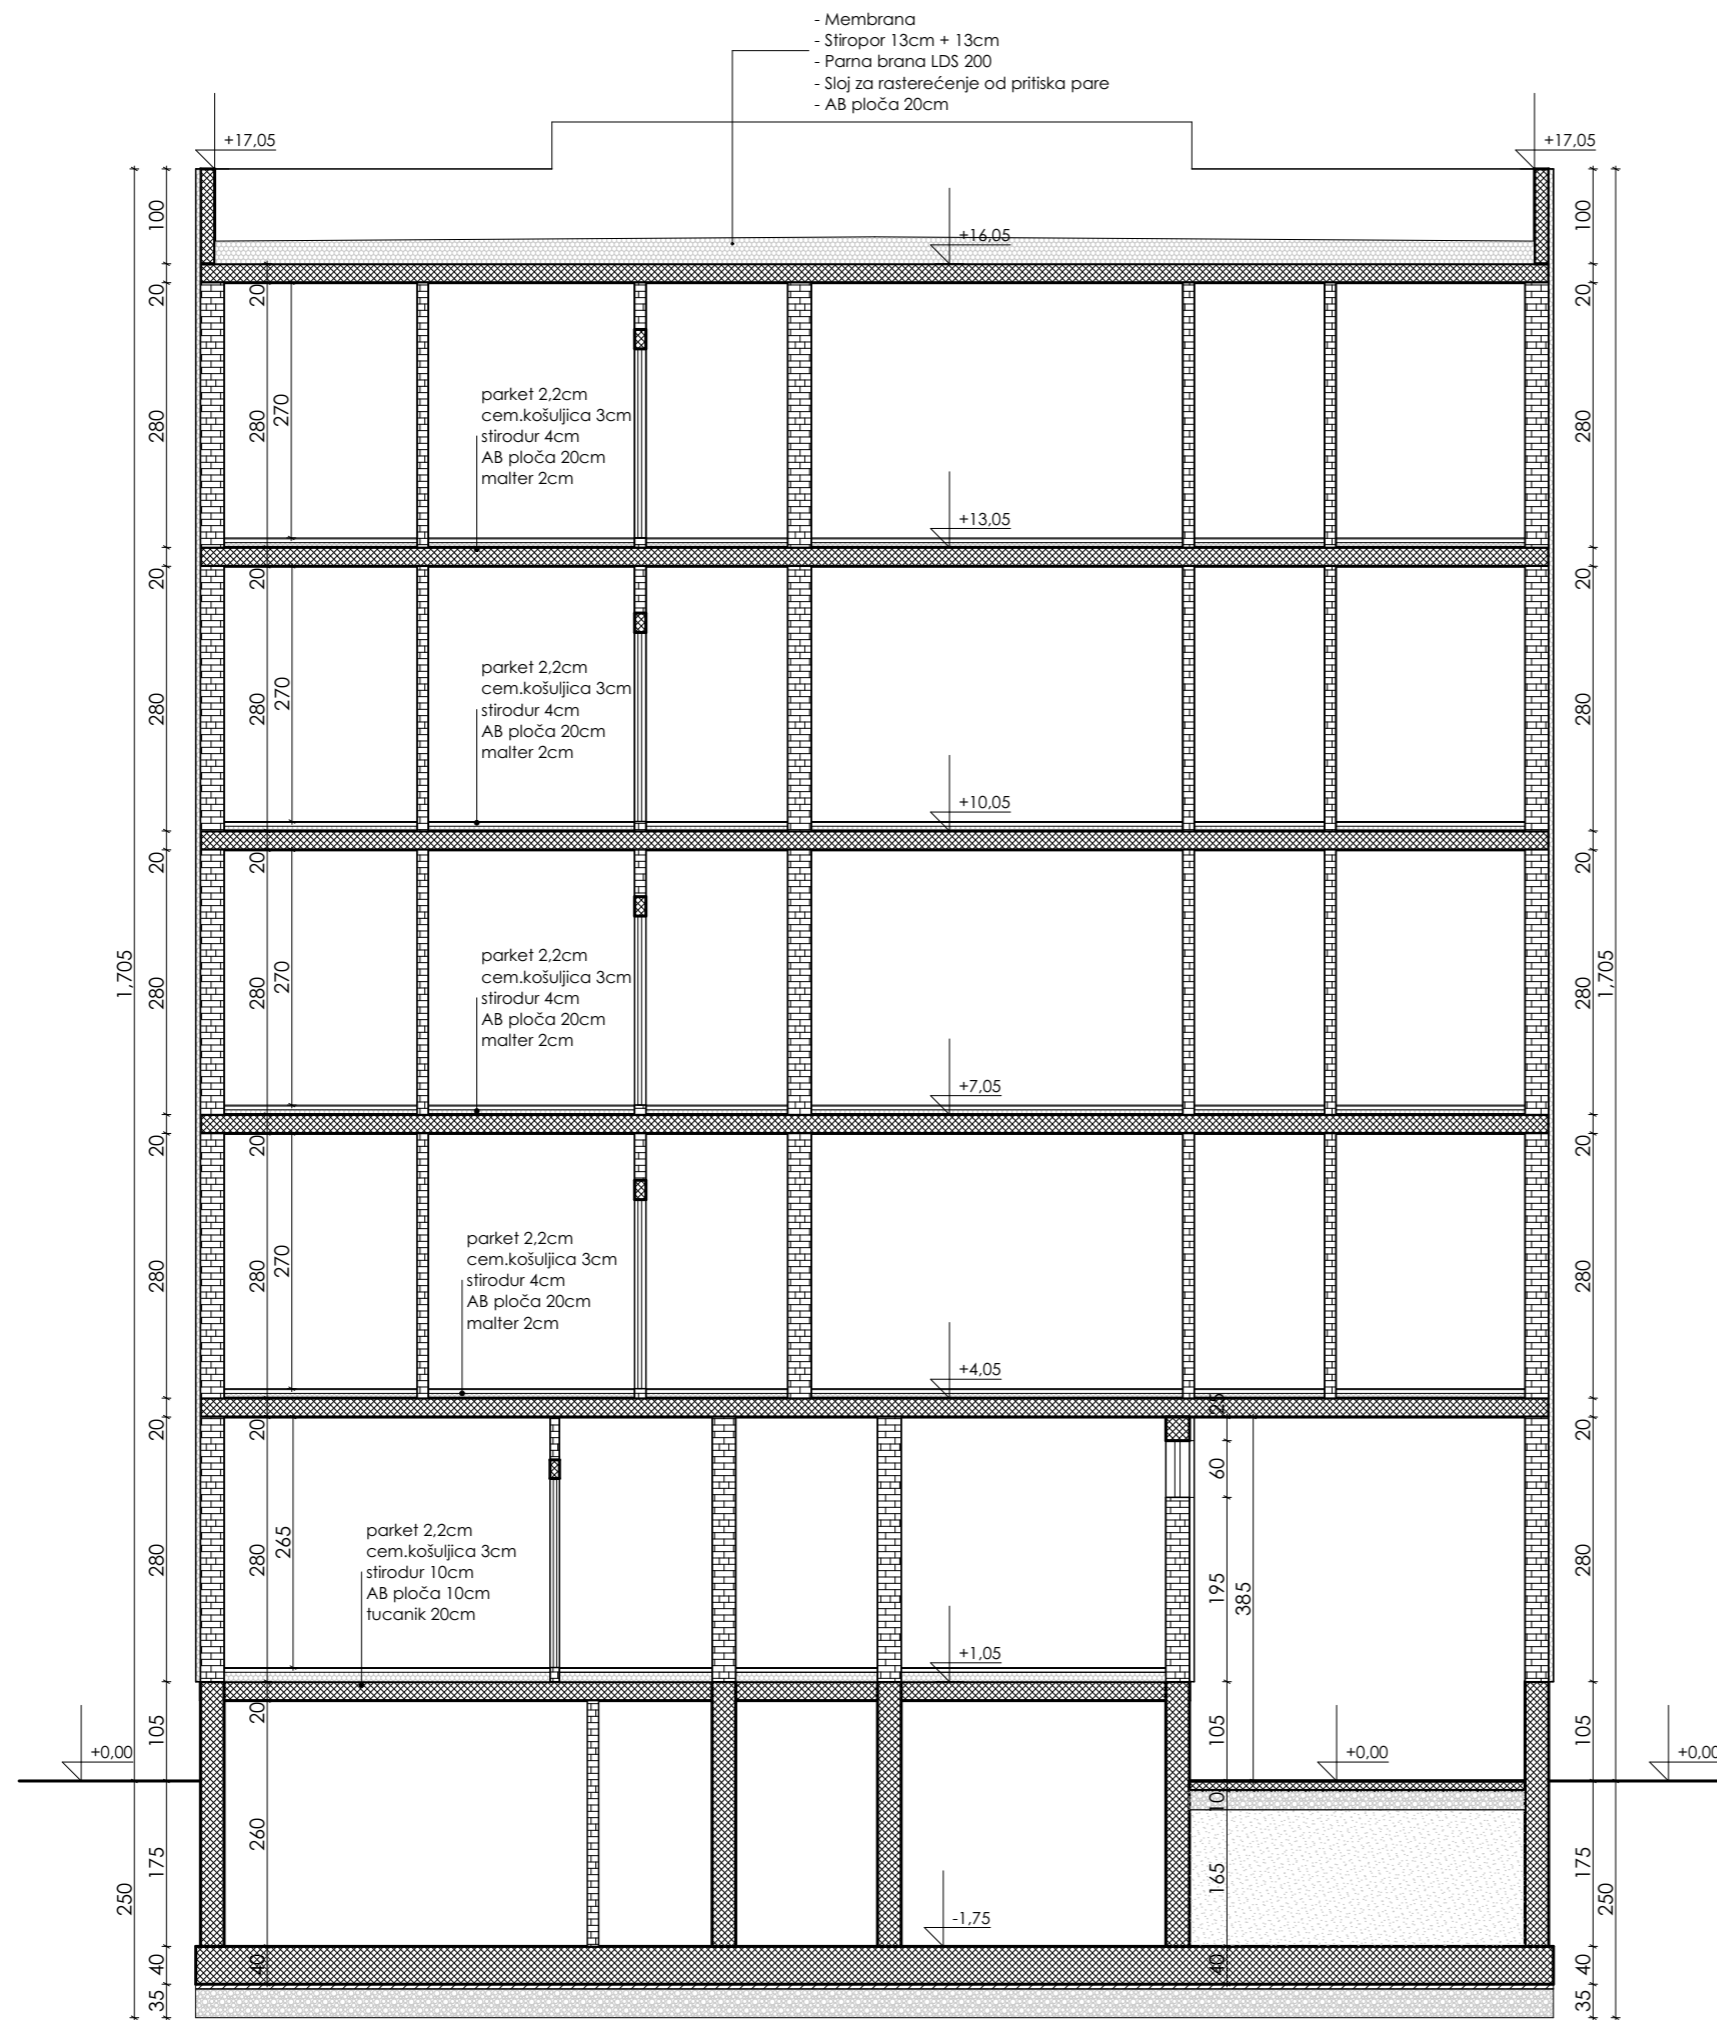 - Membrana
- Stiropor 13cm + 13cm
- Parna brana LDS 200
- Sloj za rasterećenje od pritiska pare
- AB ploča 20cm
+17,05
+17,05
100
100
+16,05
20
20
20
280
280
270
parket 2,2cm
cem.košuljica 3cm
stirodur 4cm
AB ploča 20cm
malter 2cm
280
+13,05
20
20
20
280
280
270
parket 2,2cm
cem.košuljica 3cm
stirodur 4cm
AB ploča 20cm
malter 2cm
280
+10,05
20
20
20
1,705
280
280
270
parket 2,2cm
cem.košuljica 3cm
stirodur 4cm
AB ploča 20cm
malter 2cm
280
1,705
+7,05
20
20
20
280
280
270
parket 2,2cm
cem.košuljica 3cm
stirodur 4cm
AB ploča 20cm
malter 2cm
280
+4,05
25
20
20
20
60
280
280
265
parket 2,2cm
cem.košuljica 3cm
stirodur 10cm
AB ploča 10cm
tucanik 20cm
195
385
280
+1,05
20
105
105
105
+0,00
+0,00
+0,00
10
260
175
165
175
250
250
-1,75
40
40
40
40
35
35